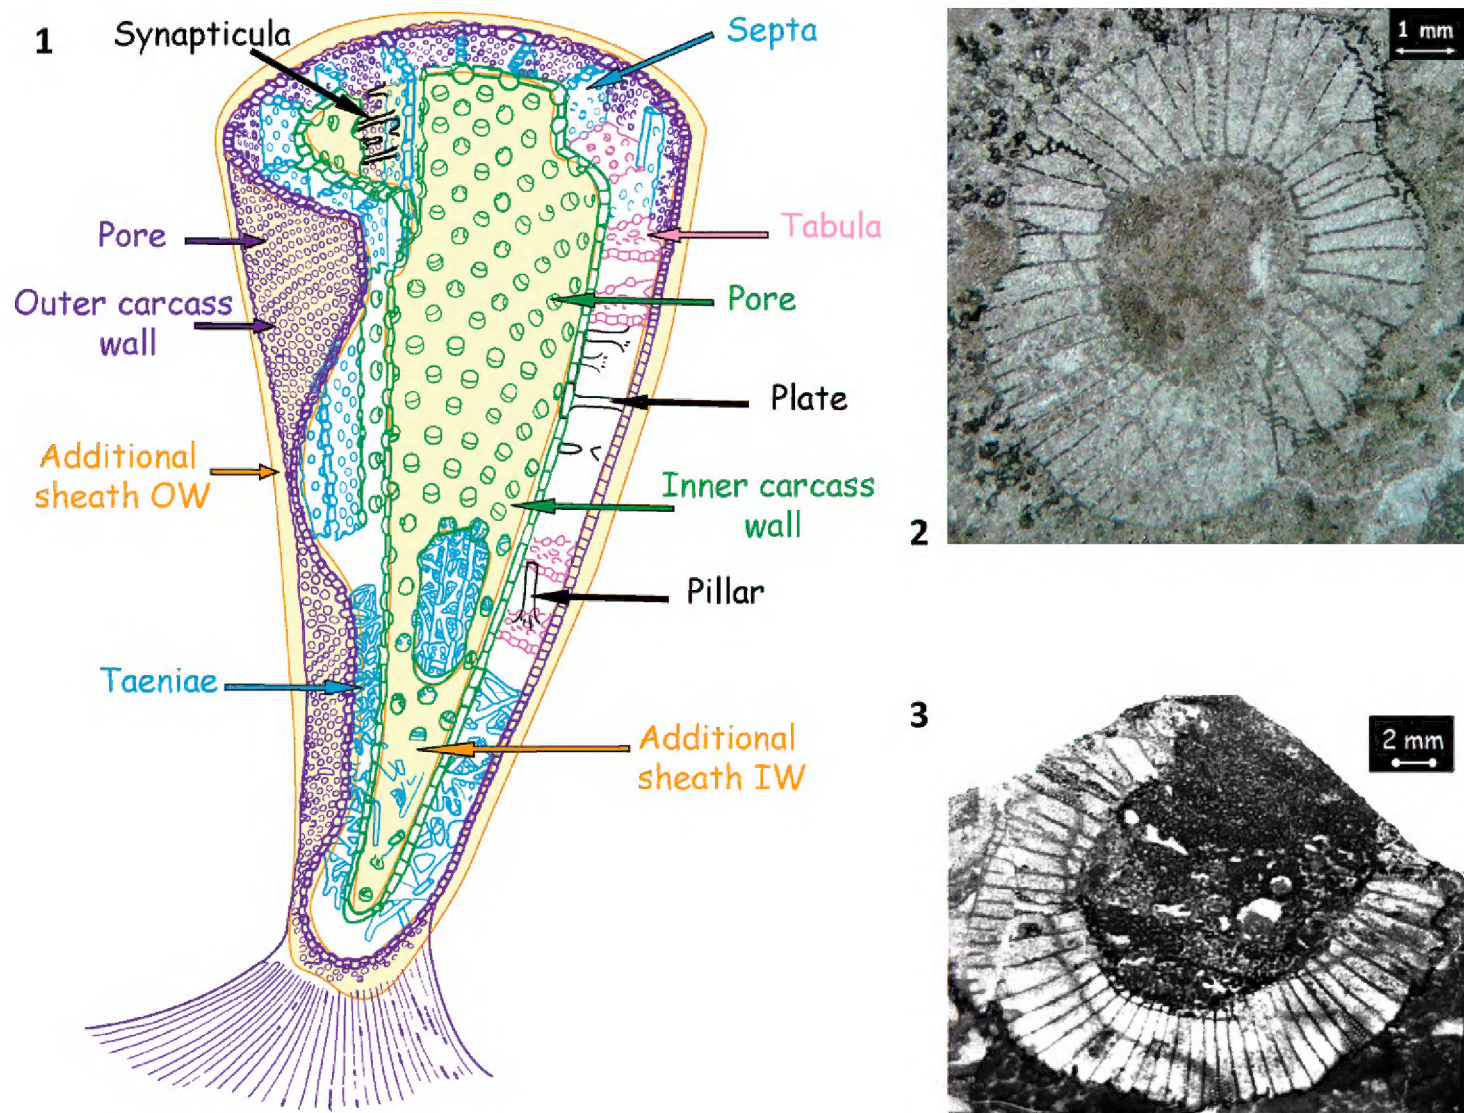 1
Synapticula
Septa
Pore
Tabula
Outer carcass
wall
Pore
Plate
Additional
sheath OW
Inner carcass
wall
Pillar
Taeniae
Additional
sheath IW
1 mm
2
3
2 mm